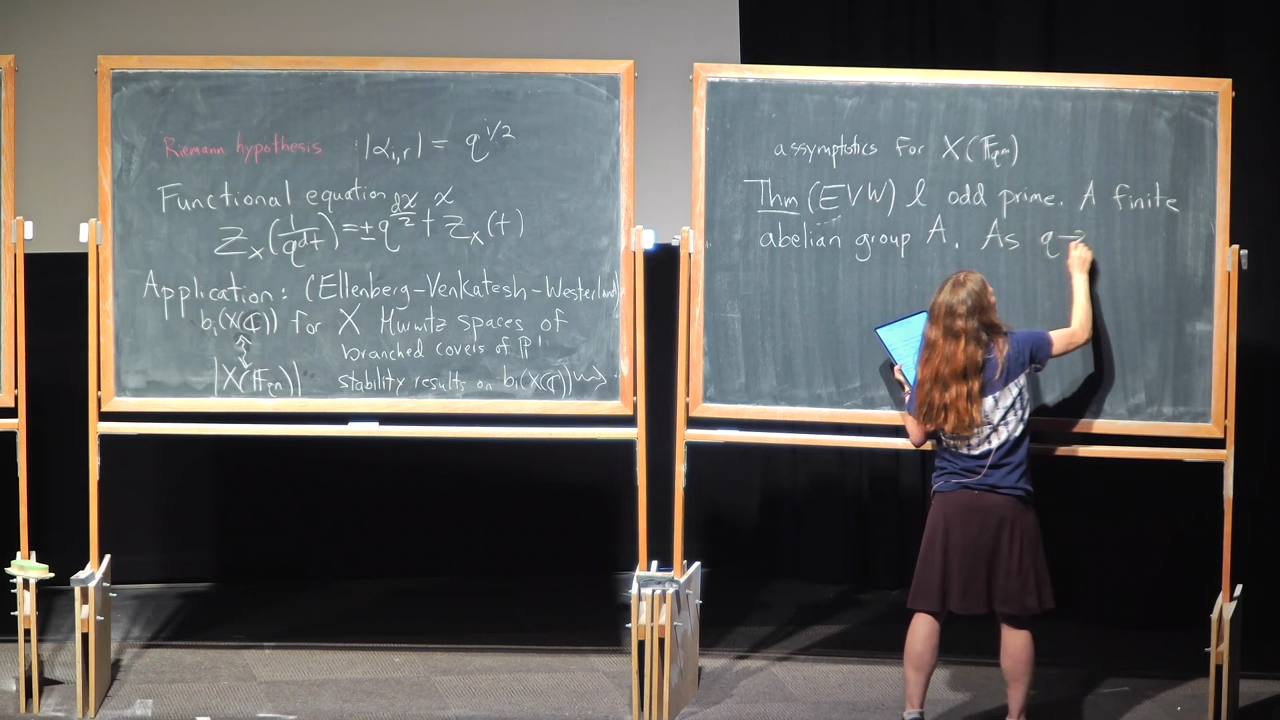 Riemann hypothesis |α_{i,r}| = q^{i/2}
Functional equation
Z_X(1/(q^d t)) = ± q^{dχ/2} t^χ Z_X(t)
Application: (Ellenberg-Venkatesh-Westerland)
b_i(X(ℂ)) for X Hurwitz spaces of
branched covers of ℙ¹
|X(𝔽_{q^n})| stability results on b_i(X(ℂ)) ⇝
assymptotics for X(𝔽_{q^n})
Thm (EVW) l odd prime. A finite
abelian group A. As q →